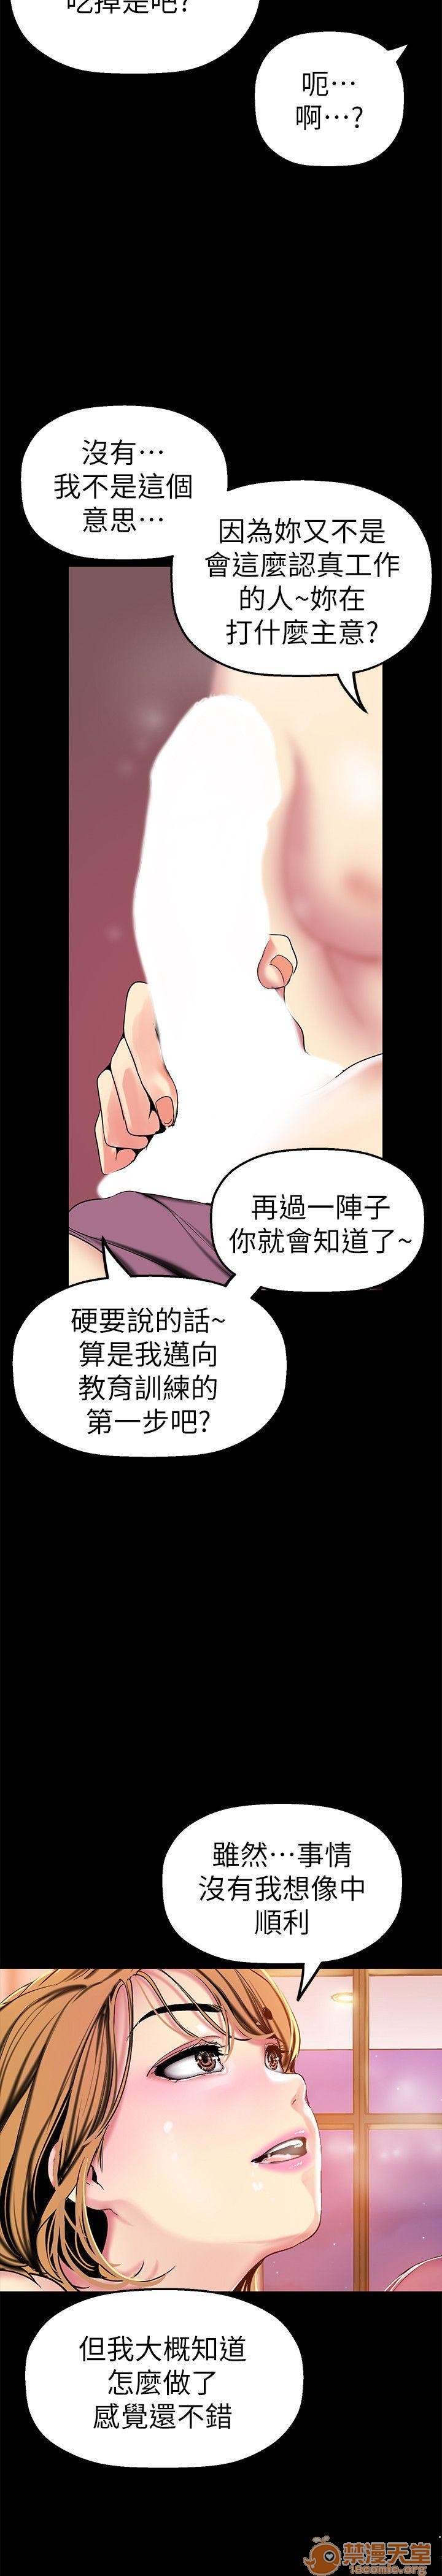 吃掉是吧?
呃…
啊…?
沒有…
我不是這個
意思…
因為妳又不是
會這麼認真工作
的人~妳在
打什麼主意?
再過一陣子
你就會知道了~
硬要說的話~
算是我邁向
教育訓練的
第一步吧?
雖然…事情
沒有我想像中
順利
但我大概知道
怎麼做了
感覺還不錯
禁漫天堂
18comic.org